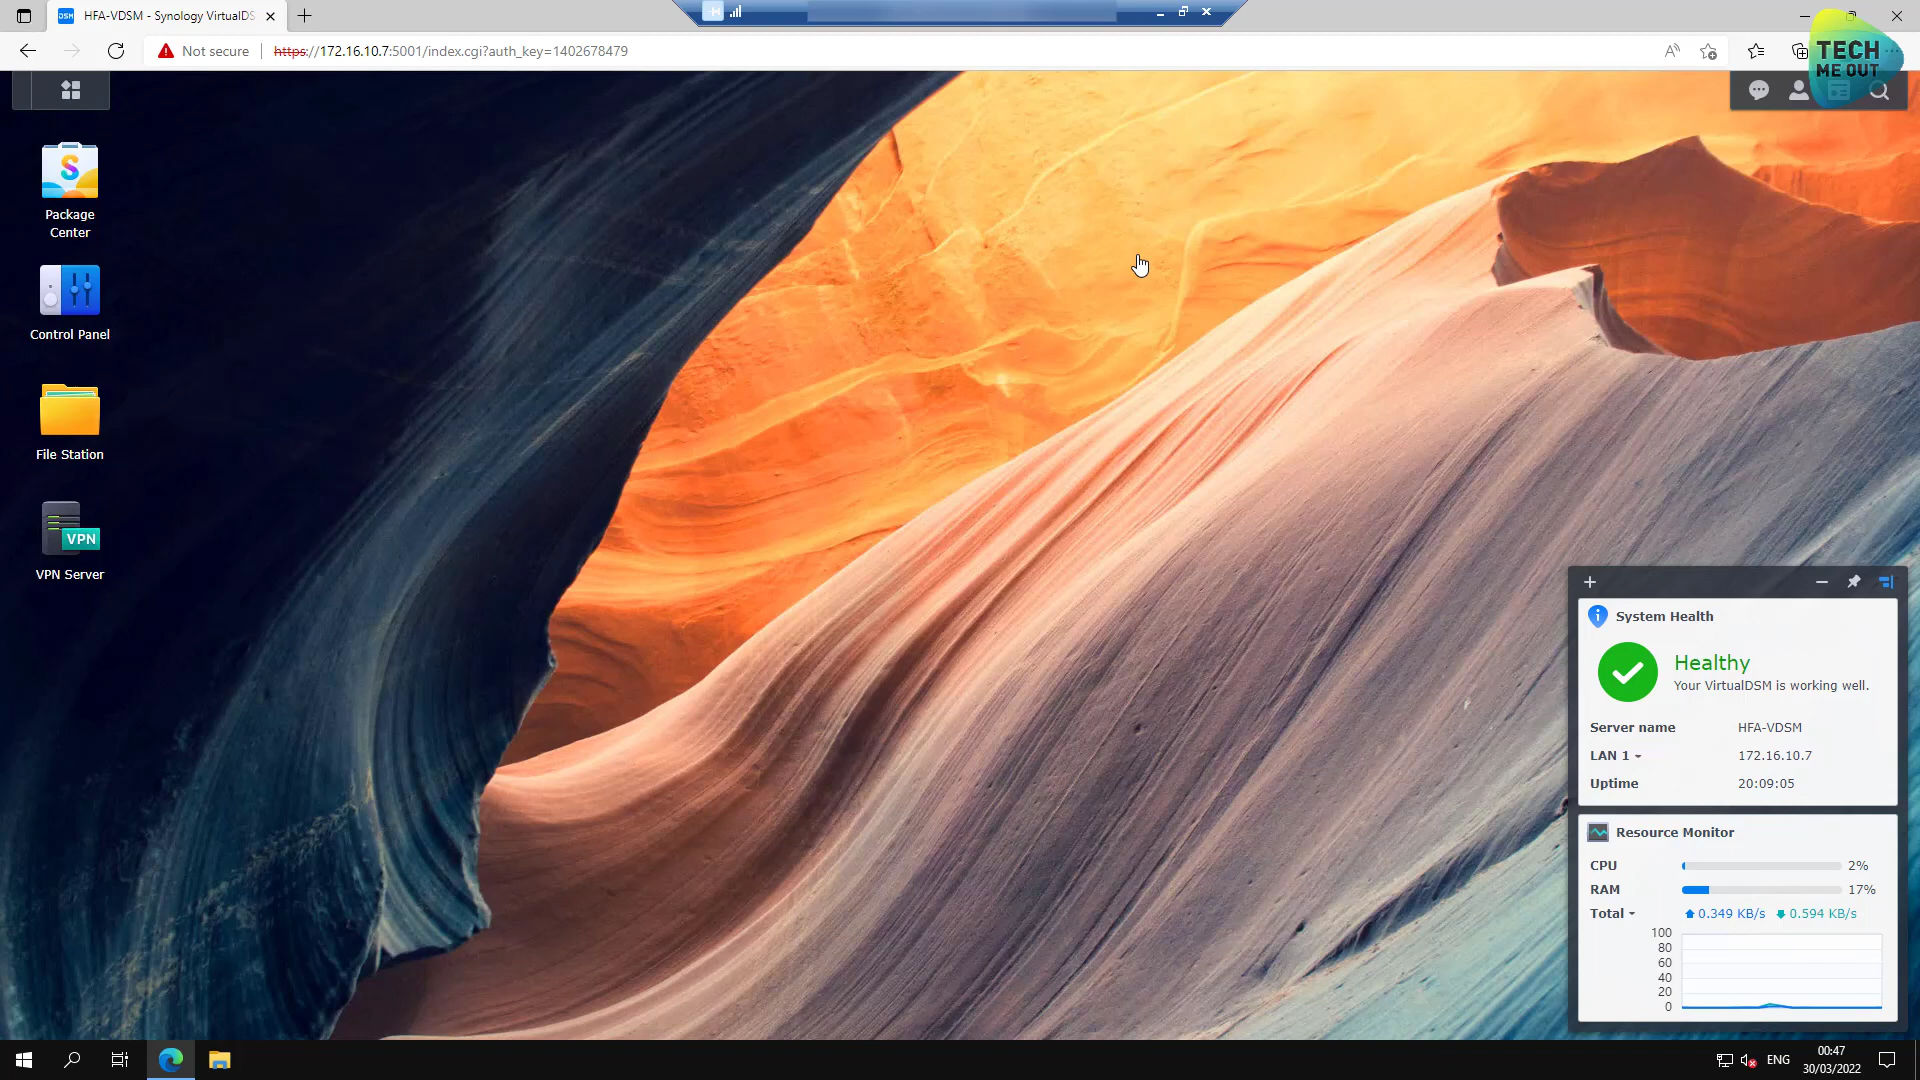 HFA-VDSM - Synology VirtualDS
Not secure
https://172.16.10.7:5001/index.cgi?auth_key=1402678479
TECH
ME OUT
Package
Center
Control Panel
File Station
VPN
VPN Server
System Health
Healthy
Your VirtualDSM is working well.
Server name HFA-VDSM
LAN 1 172.16.10.7
Uptime 20:09:05
Resource Monitor
CPU 2%
RAM 17%
Total 0.349 KB/s 0.594 KB/s
100
80
60
40
20
0
ENG
00:47
30/03/2022